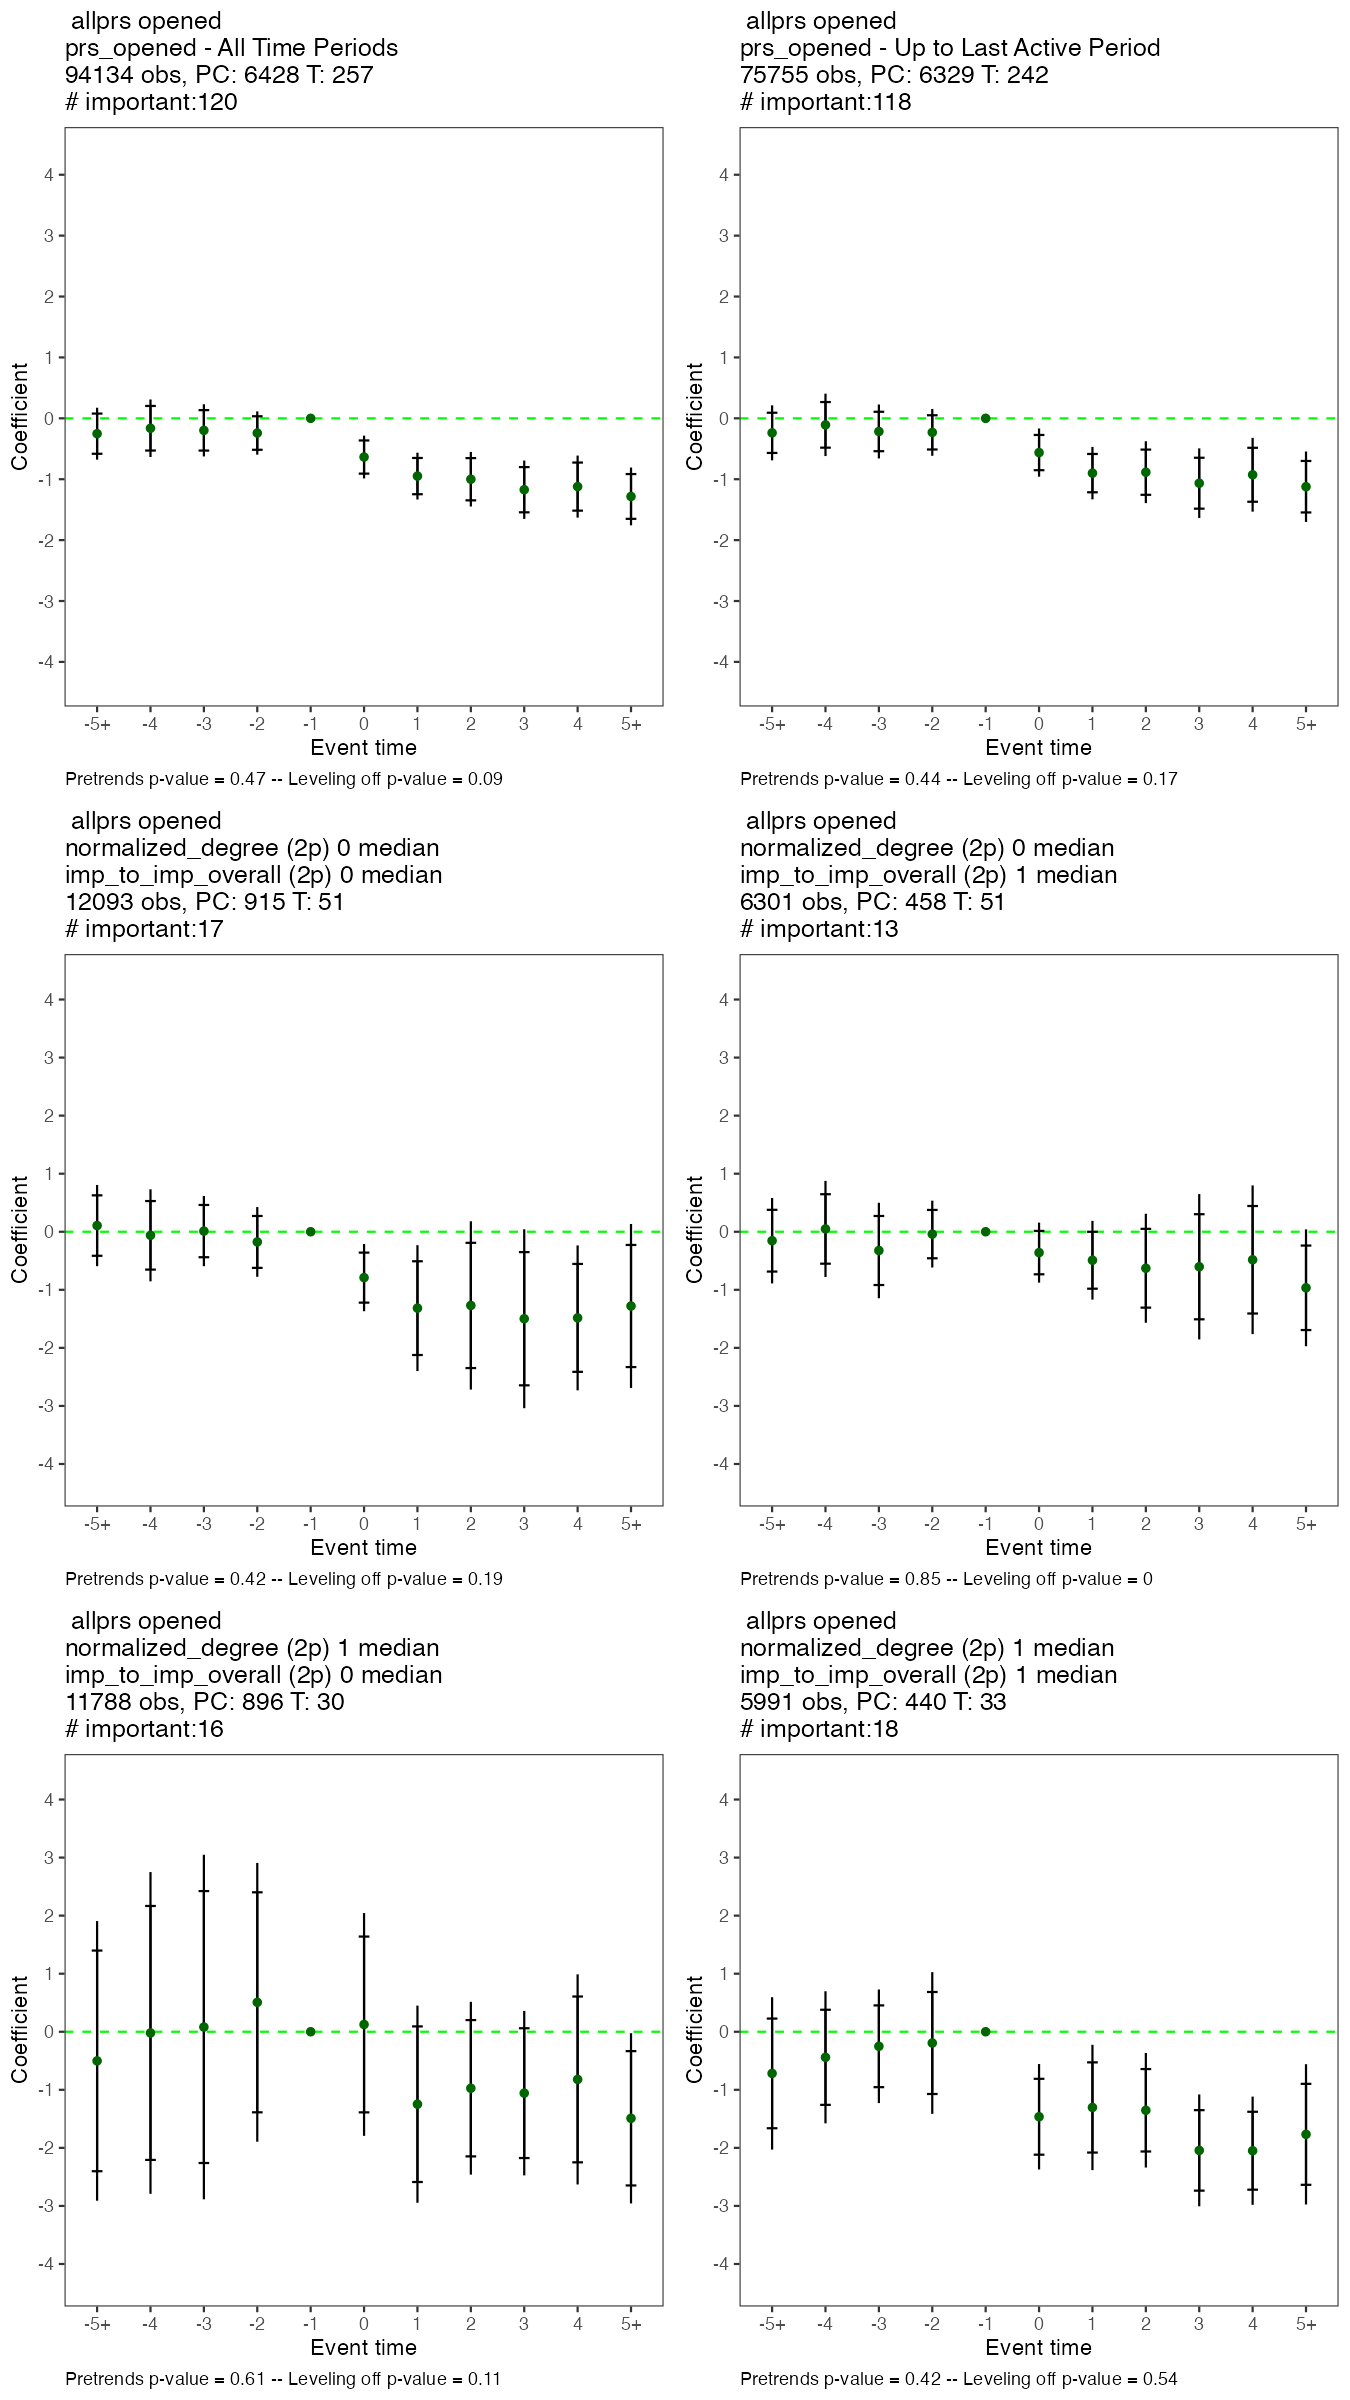 allprs opened
prs_opened - All Time Periods
94134 obs, PC: 6428 T: 257
# important:120
4
3
2
1
0
-1
-2
-3
-4
Coefficient
-5+ -4 -3 -2 -1 0 1 2 3 4 5+
Event time
Pretrends p-value = 0.47 -- Leveling off p-value = 0.09
allprs opened
prs_opened - Up to Last Active Period
75755 obs, PC: 6329 T: 242
# important:118
4
3
2
1
0
-1
-2
-3
-4
Coefficient
-5+ -4 -3 -2 -1 0 1 2 3 4 5+
Event time
Pretrends p-value = 0.44 -- Leveling off p-value = 0.17
allprs opened
normalized_degree (2p) 0 median
imp_to_imp_overall (2p) 0 median
12093 obs, PC: 915 T: 51
# important:17
4
3
2
1
0
-1
-2
-3
-4
Coefficient
-5+ -4 -3 -2 -1 0 1 2 3 4 5+
Event time
Pretrends p-value = 0.42 -- Leveling off p-value = 0.19
allprs opened
normalized_degree (2p) 0 median
imp_to_imp_overall (2p) 1 median
6301 obs, PC: 458 T: 51
# important:13
4
3
2
1
0
-1
-2
-3
-4
Coefficient
-5+ -4 -3 -2 -1 0 1 2 3 4 5+
Event time
Pretrends p-value = 0.85 -- Leveling off p-value = 0
allprs opened
normalized_degree (2p) 1 median
imp_to_imp_overall (2p) 0 median
11788 obs, PC: 896 T: 30
# important:16
4
3
2
1
0
-1
-2
-3
-4
Coefficient
-5+ -4 -3 -2 -1 0 1 2 3 4 5+
Event time
Pretrends p-value = 0.61 -- Leveling off p-value = 0.11
allprs opened
normalized_degree (2p) 1 median
imp_to_imp_overall (2p) 1 median
5991 obs, PC: 440 T: 33
# important:18
4
3
2
1
0
-1
-2
-3
-4
Coefficient
-5+ -4 -3 -2 -1 0 1 2 3 4 5+
Event time
Pretrends p-value = 0.42 -- Leveling off p-value = 0.54